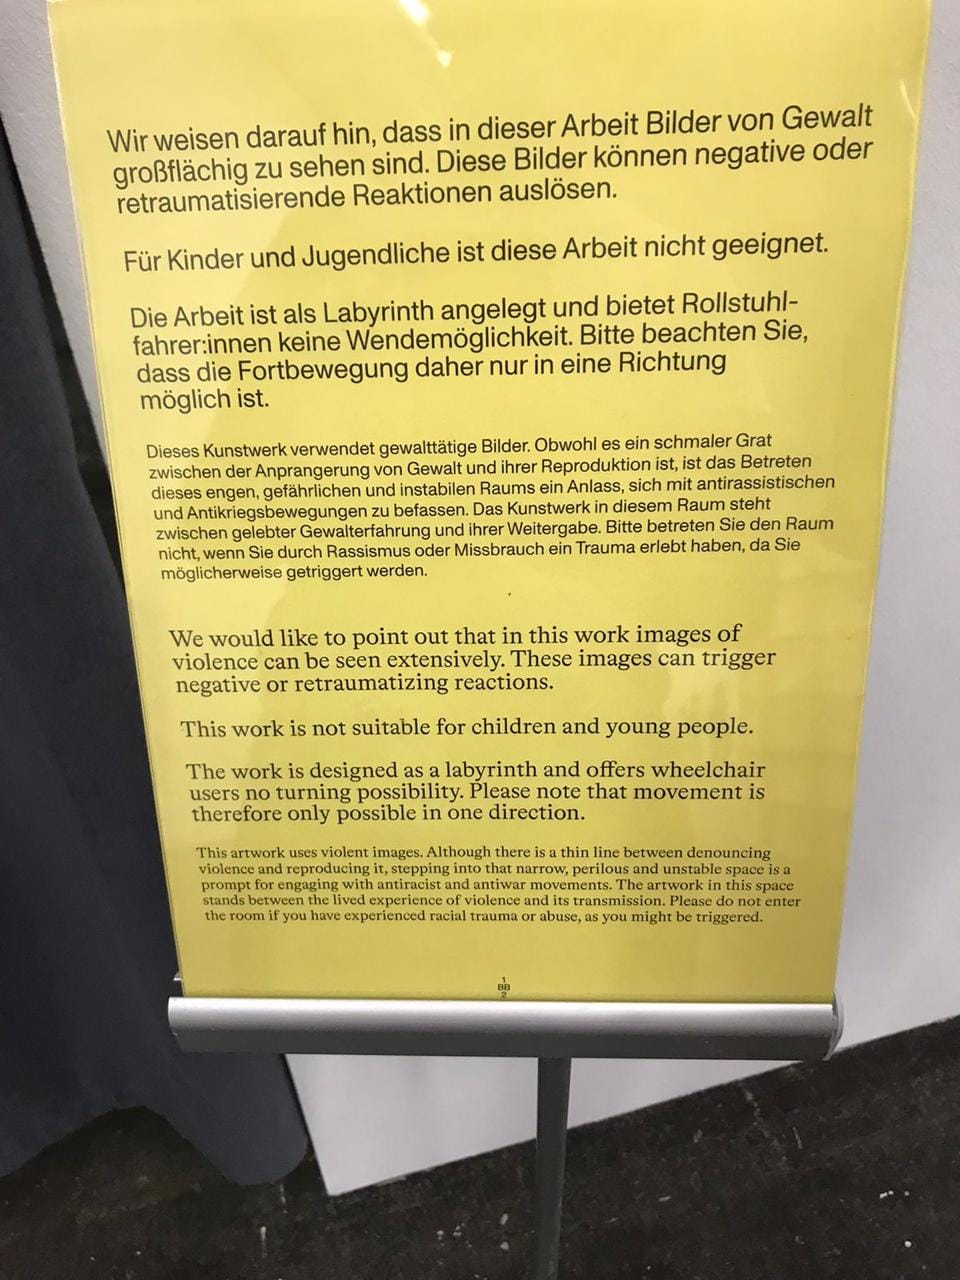 Wir weisen darauf hin, dass in dieser Arbeit Bilder von Gewalt
großflächig zu sehen sind. Diese Bilder können negative oder
retraumatisierende Reaktionen auslösen.
Für Kinder und Jugendliche ist diese Arbeit nicht geeignet.
Die Arbeit ist als Labyrinth angelegt und bietet Rollstuhl-
fahrer:innen keine Wendemöglichkeit. Bitte beachten Sie,
dass die Fortbewegung daher nur in eine Richtung
möglich ist.
Dieses Kunstwerk verwendet gewalttätige Bilder. Obwohl es ein schmaler Grat
zwischen der Anprangerung von Gewalt und ihrer Reproduktion ist, ist das Betreten
dieses engen, gefährlichen und instabilen Raums ein Anlass, sich mit antirassistischen
und Antikriegsbewegungen zu befassen. Das Kunstwerk in diesem Raum steht
zwischen gelebter Gewalterfahrung und ihrer Weitergabe. Bitte betreten Sie den Raum
nicht, wenn Sie durch Rassismus oder Missbrauch ein Trauma erlebt haben, da Sie
möglicherweise getriggert werden.
We would like to point out that in this work images of
violence can be seen extensively. These images can trigger
negative or retraumatizing reactions.
This work is not suitable for children and young people.
The work is designed as a labyrinth and offers wheelchair
users no turning possibility. Please note that movement is
therefore only possible in one direction.
This artwork uses violent images. Although there is a thin line between denouncing
violence and reproducing it, stepping into that narrow, perilous and unstable space is a
prompt for engaging with antiracist and antiwar movements. The artwork in this space
stands between the lived experience of violence and its transmission. Please do not enter
the room if you have experienced racial trauma or abuse, as you might be triggered.
1
BB
2